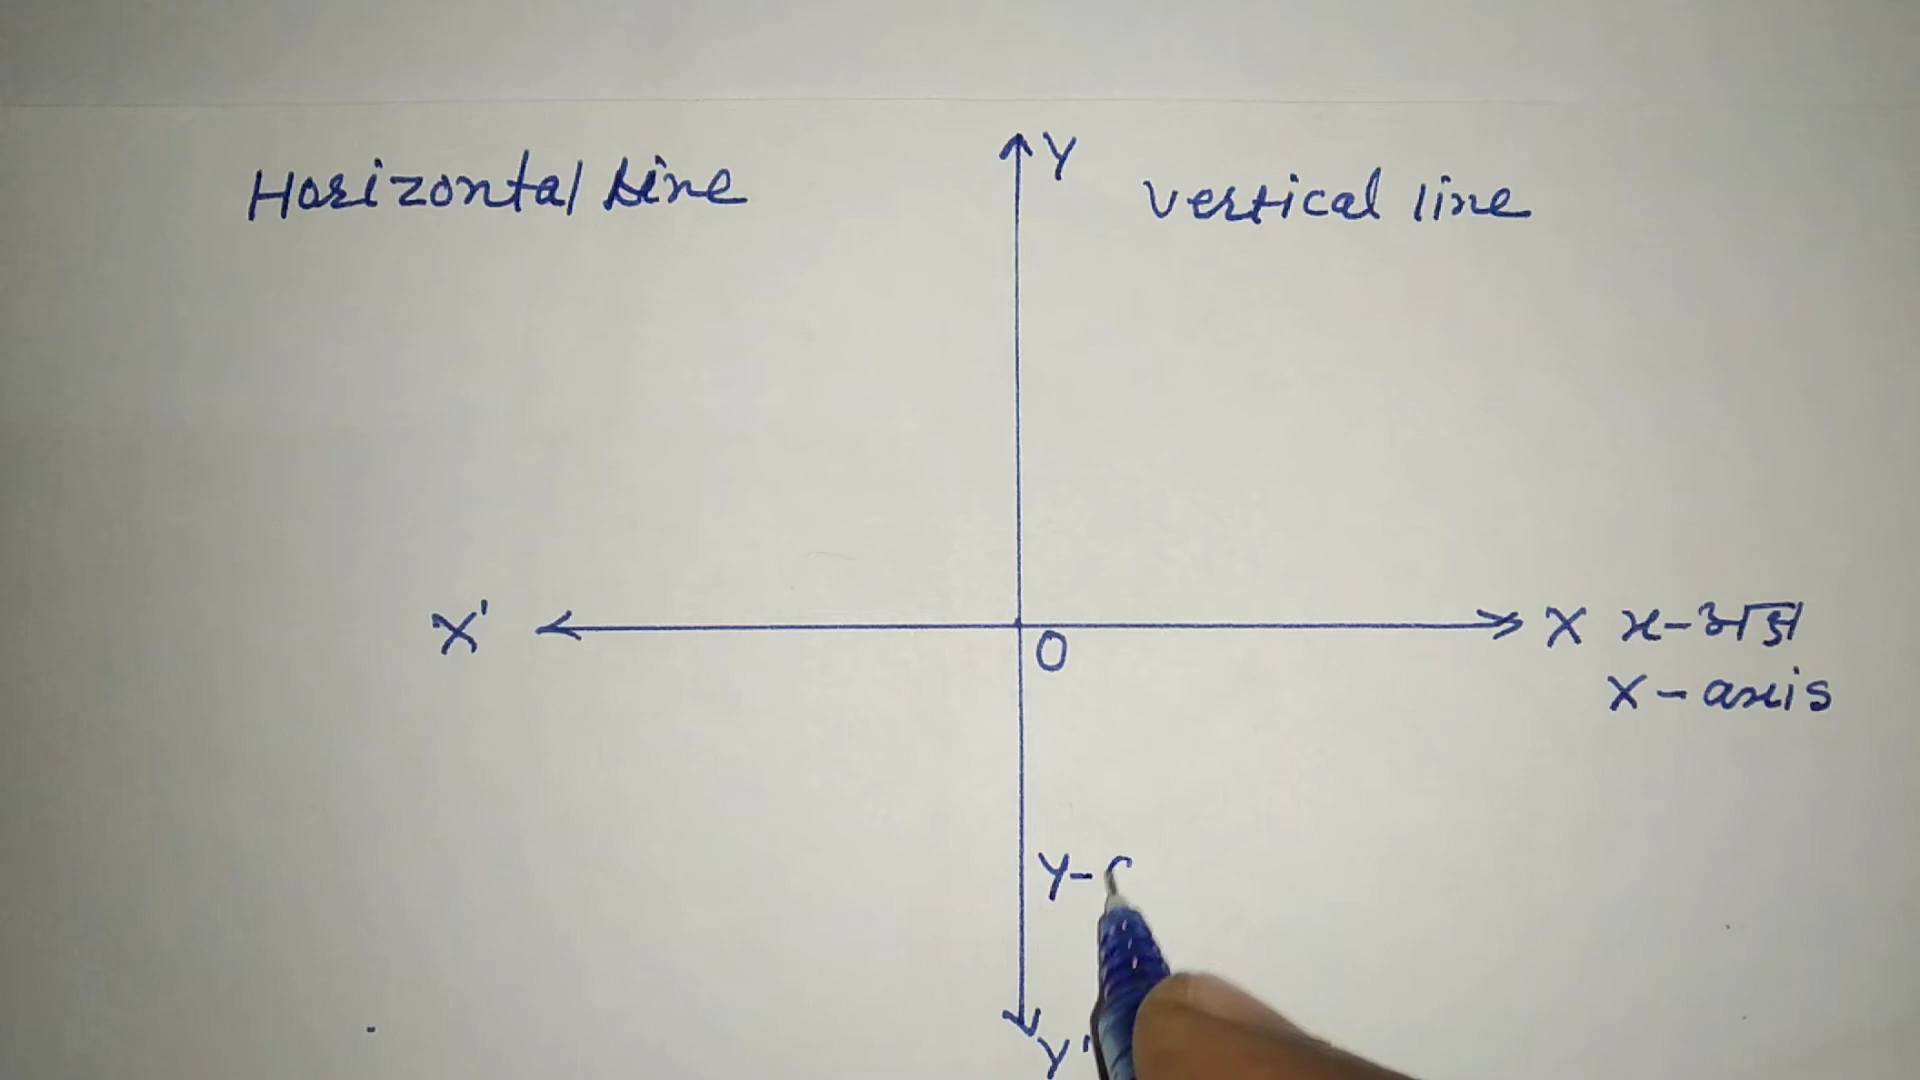 Y
Horizontal Line
Vertical line
X'
X x-अक्ष
O
X-axis
Y-
Y'